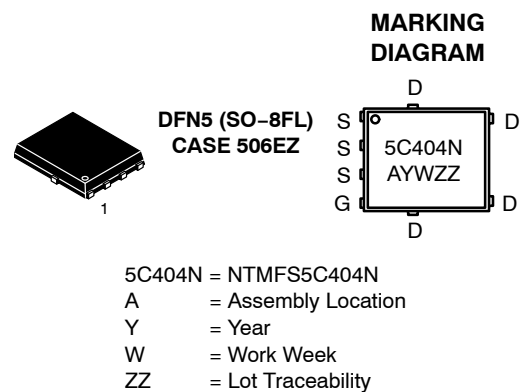 MARKING
DIAGRAM
DFN5 (SO−8FL)
CASE 506EZ
1
D
S
D
S
S
G
D
D
5C404N
AYWZZ
5C404N = NTMFS5C404N
A = Assembly Location
Y = Year
W = Work Week
ZZ = Lot Traceability